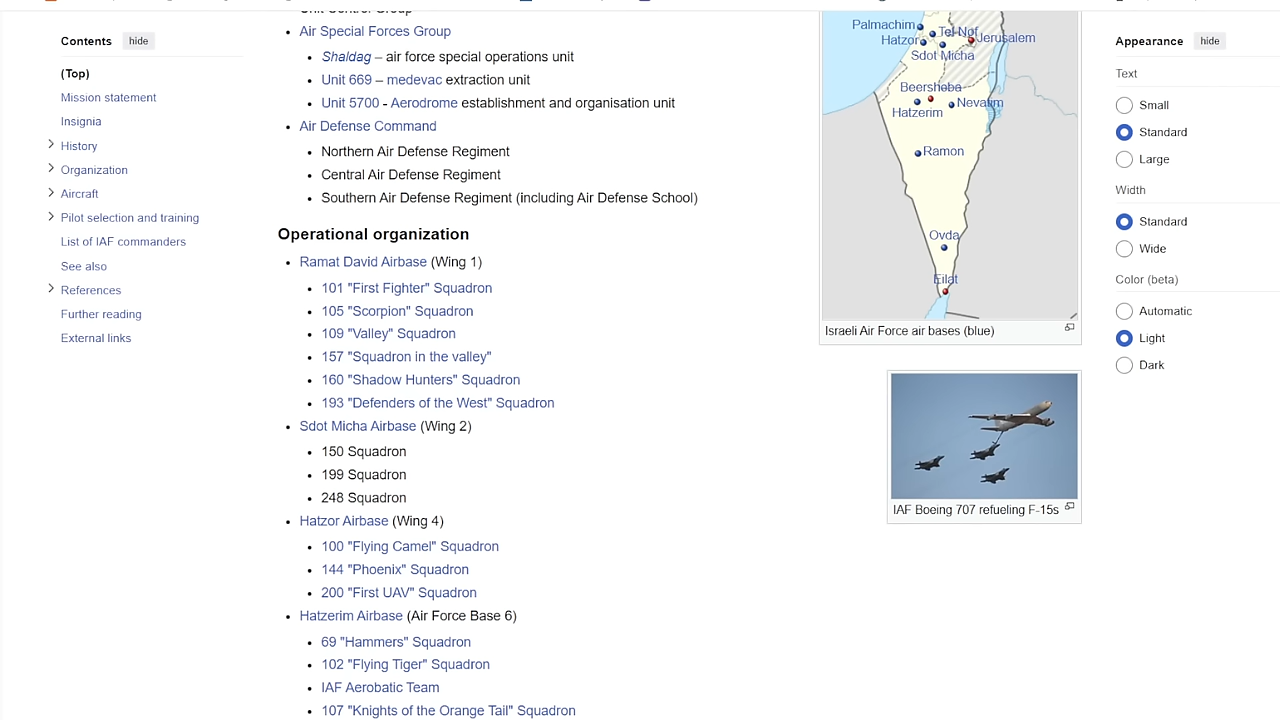 Contents hide
(Top)
Mission statement
Insignia
History
Organization
Aircraft
Pilot selection and training
List of IAF commanders
See also
References
Further reading
External links
Air Special Forces Group
Shaldag – air force special operations unit
Unit 669 – medevac extraction unit
Unit 5700 - Aerodrome establishment and organisation unit
Air Defense Command
Northern Air Defense Regiment
Central Air Defense Regiment
Southern Air Defense Regiment (including Air Defense School)
Operational organization
Ramat David Airbase (Wing 1)
101 "First Fighter" Squadron
105 "Scorpion" Squadron
109 "Valley" Squadron
157 "Squadron in the valley"
160 "Shadow Hunters" Squadron
193 "Defenders of the West" Squadron
Sdot Micha Airbase (Wing 2)
150 Squadron
199 Squadron
248 Squadron
Hatzor Airbase (Wing 4)
100 "Flying Camel" Squadron
144 "Phoenix" Squadron
200 "First UAV" Squadron
Hatzerim Airbase (Air Force Base 6)
69 "Hammers" Squadron
102 "Flying Tiger" Squadron
IAF Aerobatic Team
107 "Knights of the Orange Tail" Squadron
Palmachim
Tel Nof
Hatzor
Jerusalem
Sdot Micha
Beersheba
Nevatim
Hatzerim
Ramon
Ovda
Eilat
Israeli Air Force air bases (blue)
IAF Boeing 707 refueling F-15s
Appearance hide
Text
Small
Standard
Large
Width
Standard
Wide
Color (beta)
Automatic
Light
Dark